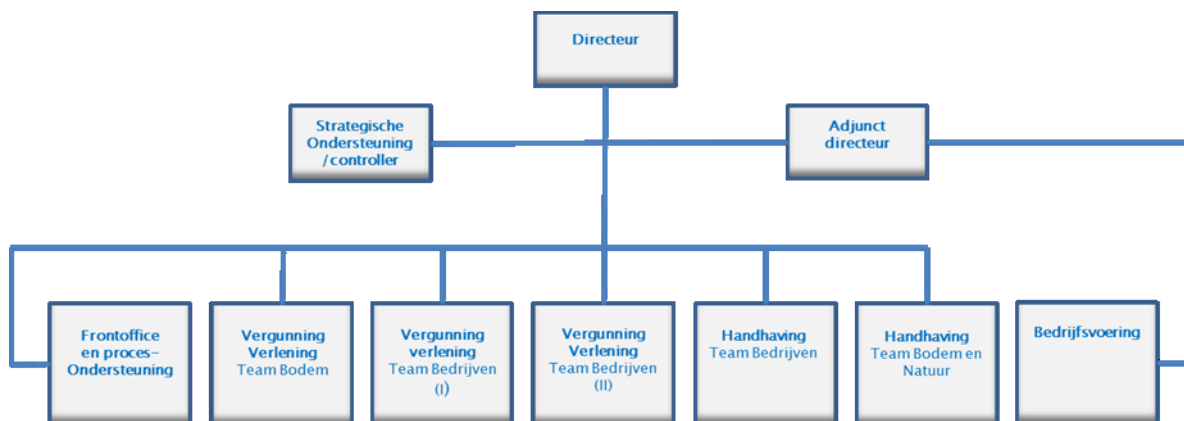 Directeur
Strategische
Ondersteuning
/controller
Adjunct
directeur
Frontoffice
en proces-
Ondersteuning
Vergunning
Verlening
Team Bodem
Vergunning
verlening
Team Bedrijven
(I)
Vergunning
Verlening
Team Bedrijven
(II)
Handhaving
Team Bedrijven
Handhaving
Team Bodem en
Natuur
Bedrijfsvoering